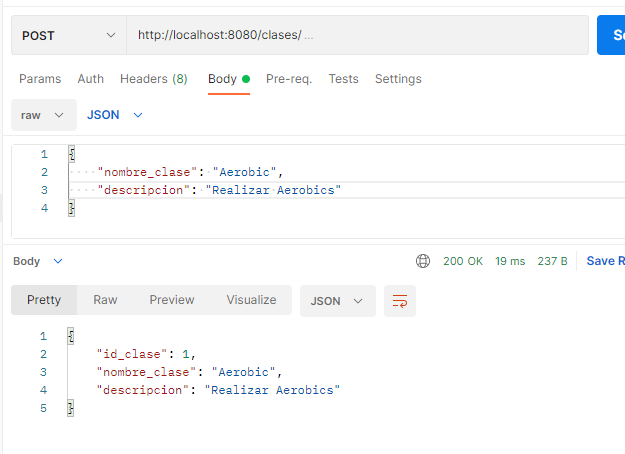 POST http://localhost:8080/clases/ ...
Params Auth Headers (8) Body Pre-req. Tests Settings
raw JSON
1 {
2 "nombre_clase": "Aerobic",
3 "descripcion": "Realizar Aerobics"
4 }
Body 200 OK 19 ms 237 B Save R
Pretty Raw Preview Visualize JSON
1 {
2 "id_clase": 1,
3 "nombre_clase": "Aerobic",
4 "descripcion": "Realizar Aerobics"
5 }